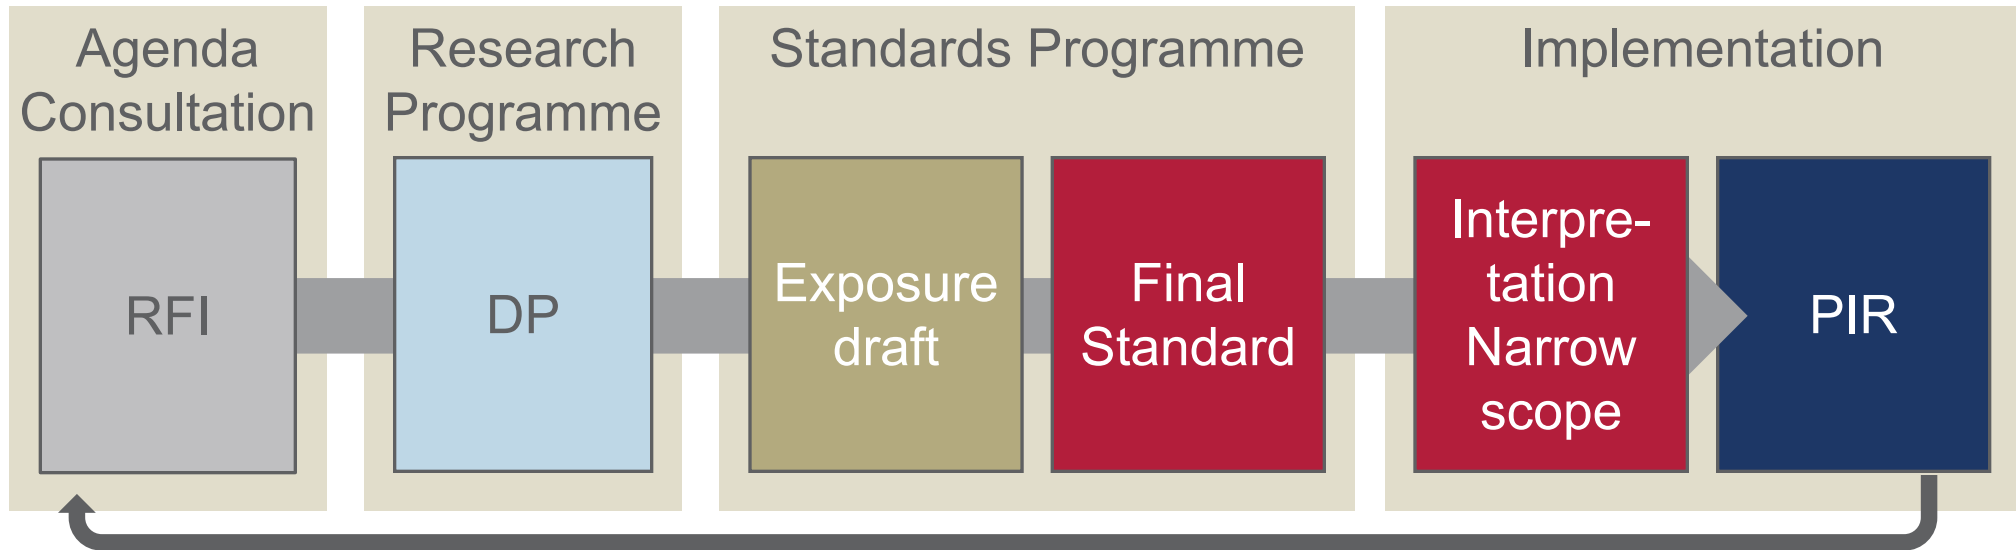 Agenda
Consultation
RFI
Research
Programme
DP
Standards Programme
Exposure
draft
Final
Standard
Implementation
Interpre-
tation
Narrow
scope
PIR